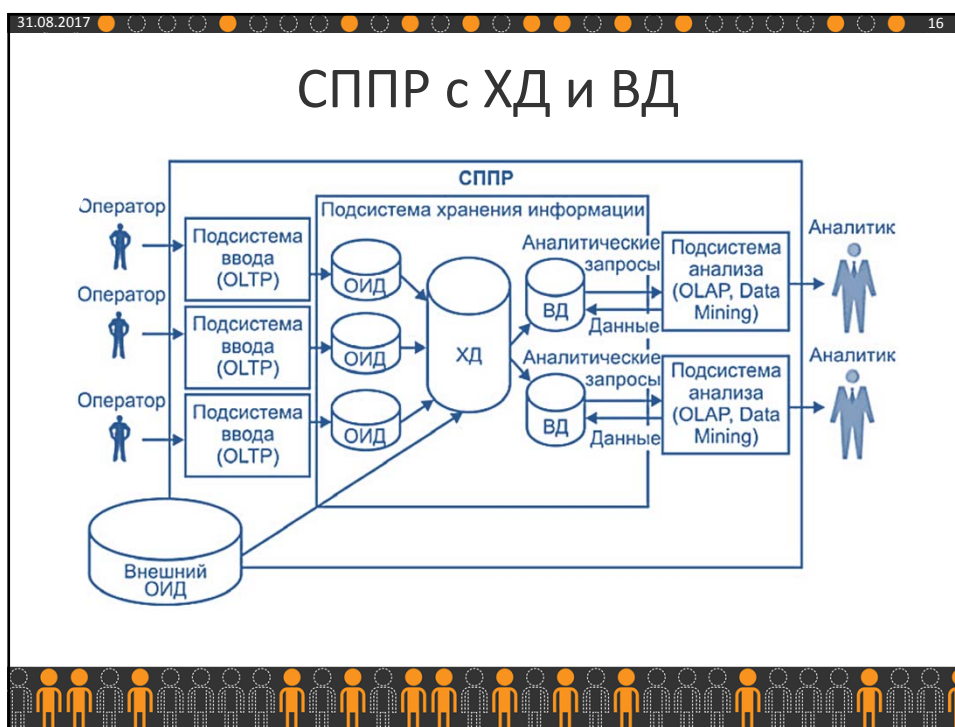 31.08.2017
16
СППР с ХД и ВД
СППР
Оператор
Подсистема
ввода
(OLTP)
Оператор
Подсистема
ввода
(OLTP)
Оператор
Подсистема
ввода
(OLTP)
Внешний
ОИД
Подсистема хранения информации
ОИД
ОИД
ОИД
ХД
ВД
ВД
Аналитические
запросы
Данные
Аналитические
запросы
Данные
Подсистема
анализа
(OLAP, Data
Mining)
Подсистема
анализа
(OLAP, Data
Mining)
Аналитик
Аналитик